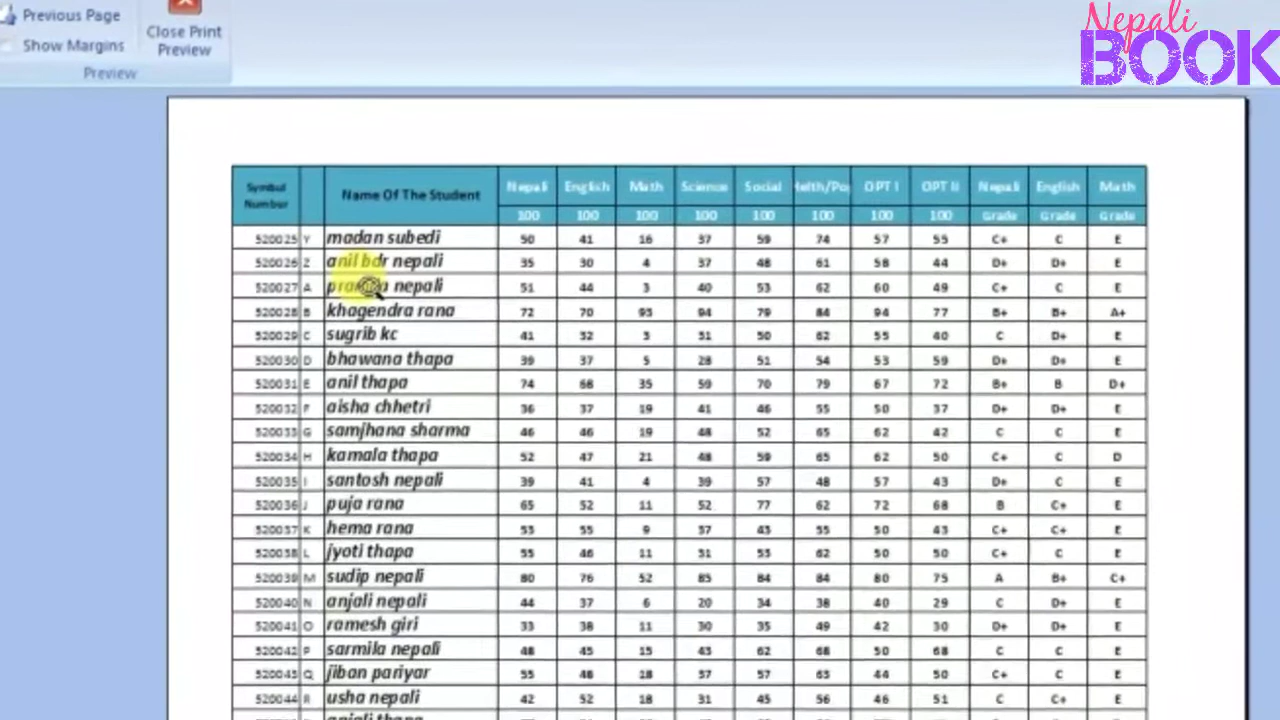 Previous Page
Show Margins
Close Print
Preview
Preview
Nepali
BOOK
Symbol Number Name Of The Student Nepali English Math Science Social Helth/Po OPT I OPT II Nepali English Math
100 100 100 100 100 100 100 100 Grade Grade Grade
520025 Y madan subedi 50 41 16 37 59 74 57 55 C+ C E
520026 Z anil bdr nepali 35 30 4 37 48 61 58 44 D+ D+ E
520027 A nepali 51 44 3 40 53 62 60 49 C+ C E
520028 B khagendra rana 72 70 93 94 79 84 94 77 B+ B+ A+
520029 C sugrib kc 41 32 3 31 50 62 55 40 C D+ E
520030 D bhawana thapa 39 37 5 28 51 54 53 59 D+ D+ E
520031 E anil thapa 74 68 35 59 70 79 67 72 B+ B D+
520032 F aisha chhetri 36 37 19 41 46 55 50 37 D+ D+ E
520033 G samjhana sharma 46 46 19 48 52 65 62 42 C C E
520034 H kamala thapa 52 47 21 48 59 65 62 50 C+ C D
520035 I santosh nepali 39 41 4 39 57 48 57 43 D+ C E
520036 J puja rana 65 52 11 52 77 62 72 68 B C+ E
520037 K hema rana 53 55 9 37 43 55 50 43 C+ C+ E
520038 L jyoti thapa 55 46 11 31 53 62 50 50 C+ C E
520039 M sudip nepali 80 76 52 85 84 84 80 75 A B+ C+
520040 N anjali nepali 44 37 6 20 34 38 40 29 C D+ E
520041 O ramesh giri 33 38 11 30 35 49 42 30 D+ D+ E
520042 P sarmila nepali 48 45 15 43 62 68 50 68 C C E
520043 Q jiban pariyar 55 48 18 37 57 63 44 50 C+ C E
520044 R usha nepali 42 52 18 31 45 56 46 51 C C+ E